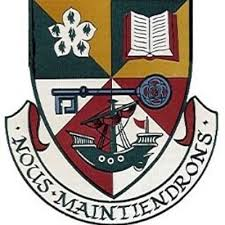 · NOUS · MAINTIENDRONS ·